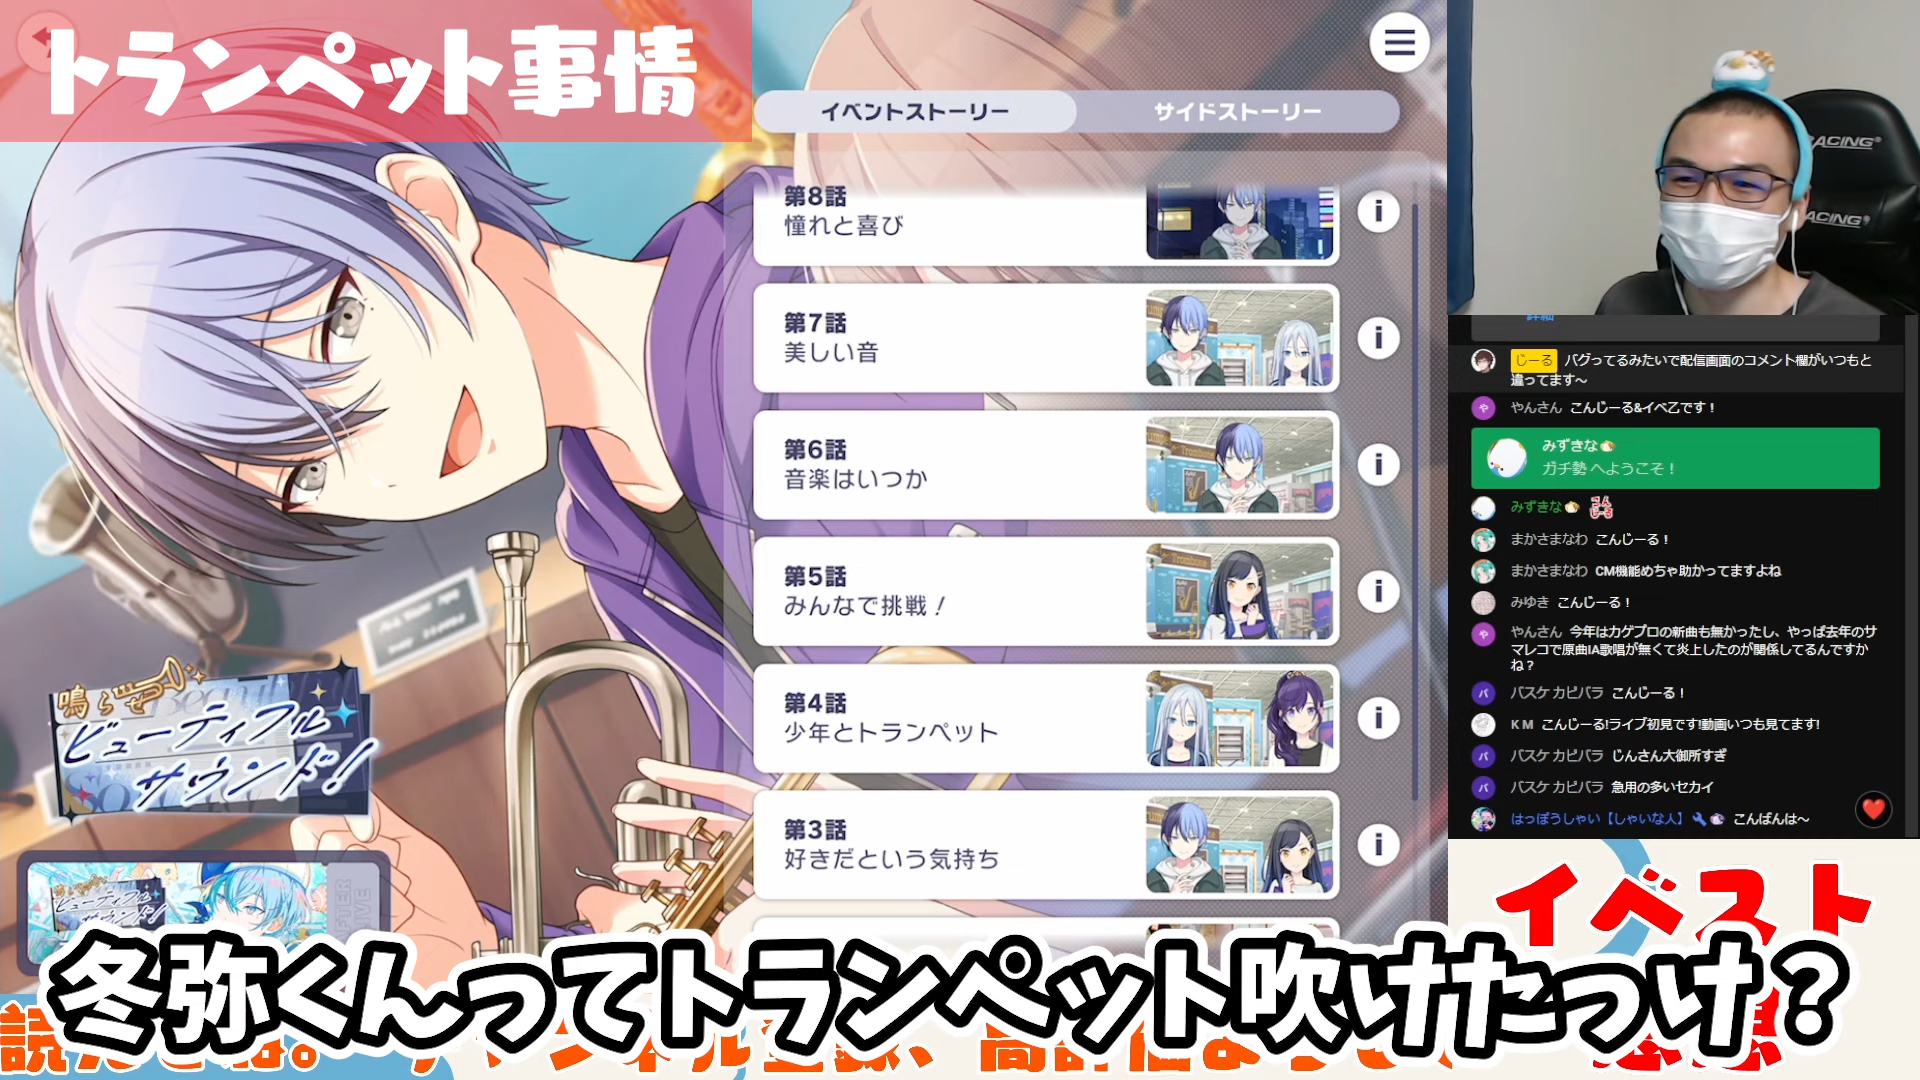 トランペット事情
イベントストーリー
サイドストーリー
第8話
憧れと喜び
第7話
美しい音
第6話
音楽はいつか
第5話
みんなで挑戦!
第4話
少年とトランペット
第3話
好きだという気持ち
鳴らせ
ビューティフル
サウンド!
RACING
RACING
詳細
じーる バグってるみたいで配信画面のコメント欄がいつもと
違ってます〜
やんさん こんじーる&イベ乙です!
みずきな
ガチ勢 へようこそ!
みずきな こんじーる
まかさまなわ こんじーる!
まかさまなわ CM機能めちゃ助かってますよね
みゆき こんじーる!
やんさん 今年はカゲプロの新曲も無かったし、やっぱ去年のサ
マレコで原曲IA歌唱が無くて炎上したのが関係してるんですか
ね?
バスケ カピバラ こんじーる!
K M こんじーる!ライブ初見です!動画いつも見てます!
バスケ カピバラ じんさん大御所すぎ
バスケ カピバラ 急用の多いセカイ
はっぽうしゃい【しゃいな人】 こんばんは〜
イベスト
冬弥くんってトランペット吹けたっけ?